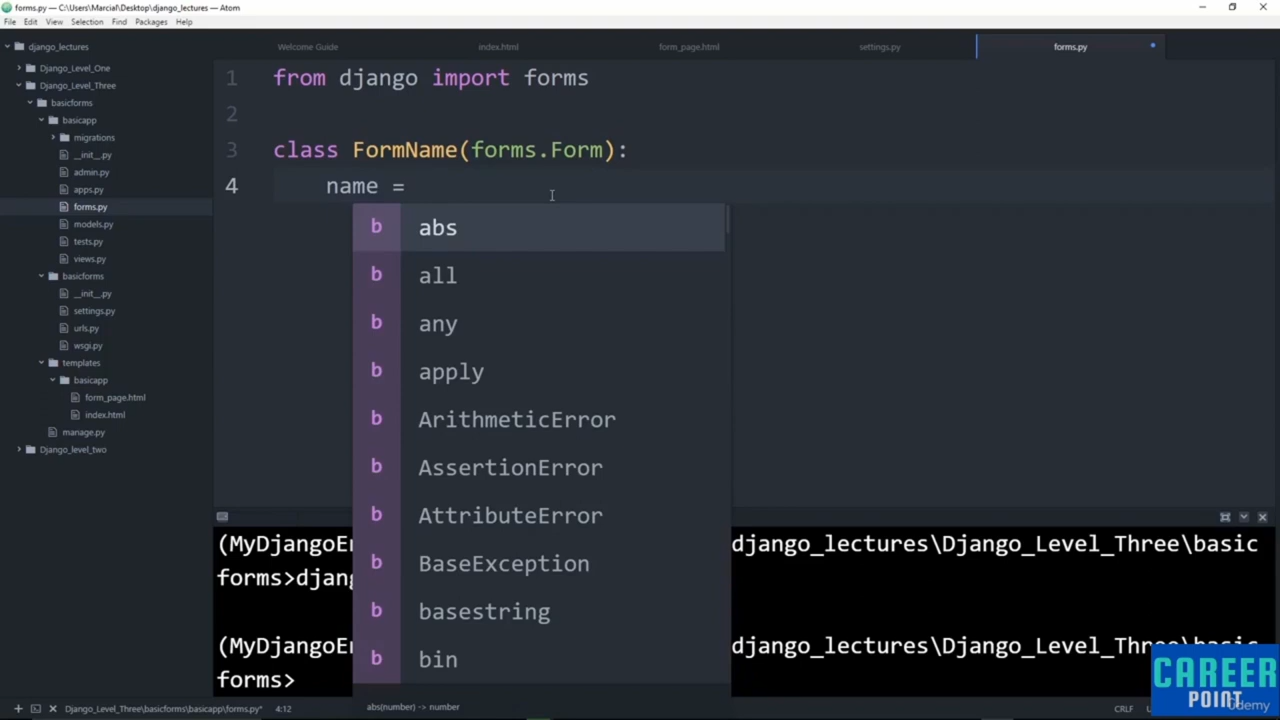 forms.py — C:\Users\Marcial\Desktop\django_lectures — Atom
File Edit View Selection Find Packages Help
django_lectures
Django_Level_One
Django_Level_Three
basicforms
basicapp
migrations
__init__.py
admin.py
apps.py
forms.py
models.py
tests.py
views.py
basicforms
__init__.py
settings.py
urls.py
wsgi.py
templates
basicapp
form_page.html
index.html
manage.py
Django_level_two
Welcome Guide index.html form_page.html settings.py forms.py
1 from django import forms
2
3 class FormName(forms.Form):
4 name =
b abs
b all
b any
b apply
b ArithmeticError
b AssertionError
b AttributeError
b BaseException
b basestring
b bin
abs(number) -> number
(MyDjangoEn django_lectures\Django_Level_Three\basic
forms>djang
(MyDjangoEn django_lectures\Django_Level_Three\basic
forms>
Django_Level_Three\basicforms\basicapp\forms.py* 4:12 CRLF
CAREER
POINT
Udemy